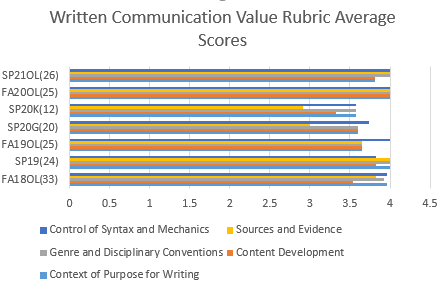 Written Communication Value Rubric Average
Scores
SP21OL(26)
FA20OL(25)
SP20K(12)
SP20G(20)
FA19OL(25)
SP19(24)
FA18OL(33)
0 0.5 1 1.5 2 2.5 3 3.5 4 4.5
Control of Syntax and Mechanics Sources and Evidence
Genre and Disciplinary Conventions Content Development
Context of Purpose for Writing